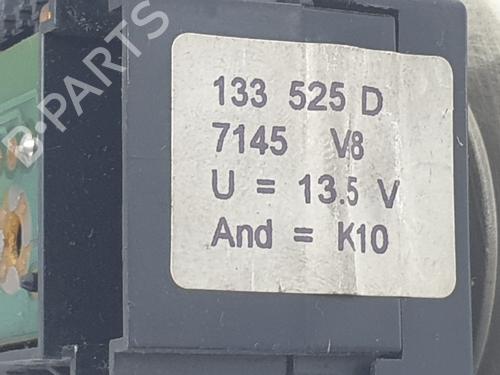 B-PARTS
133 525 D
7145 V8
U = 13.5 V
And = K10